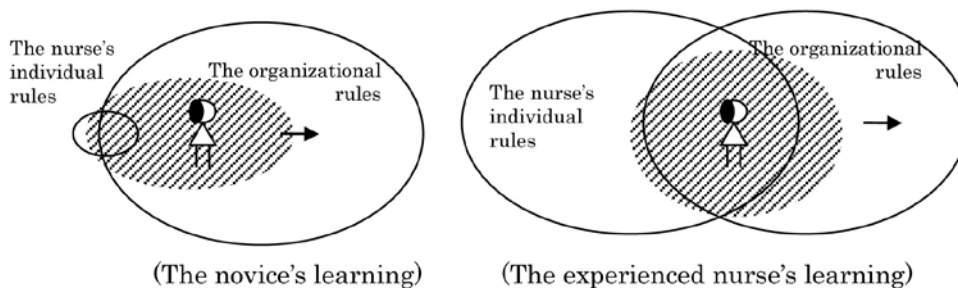 The nurse's
individual
rules
The organizational
rules
(The novice's learning)
The nurse's
individual
rules
The organizational
rules
(The experienced nurse's learning)